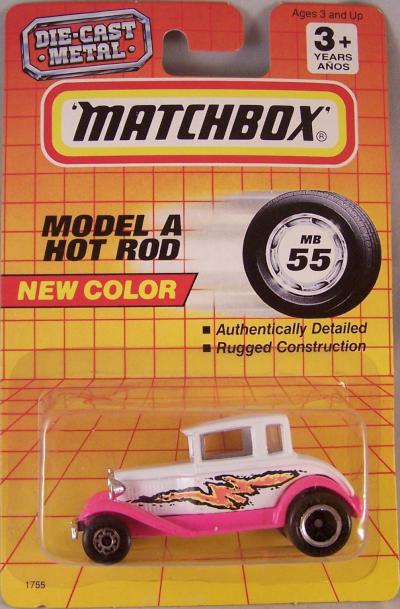 DIE-CAST
METAL
Ages 3 and Up
3+
YEARS
AÑOS
"MATCHBOX"®
MODEL A
HOT ROD
MB
55
NEW COLOR
■ Authentically Detailed
■ Rugged Construction
1755